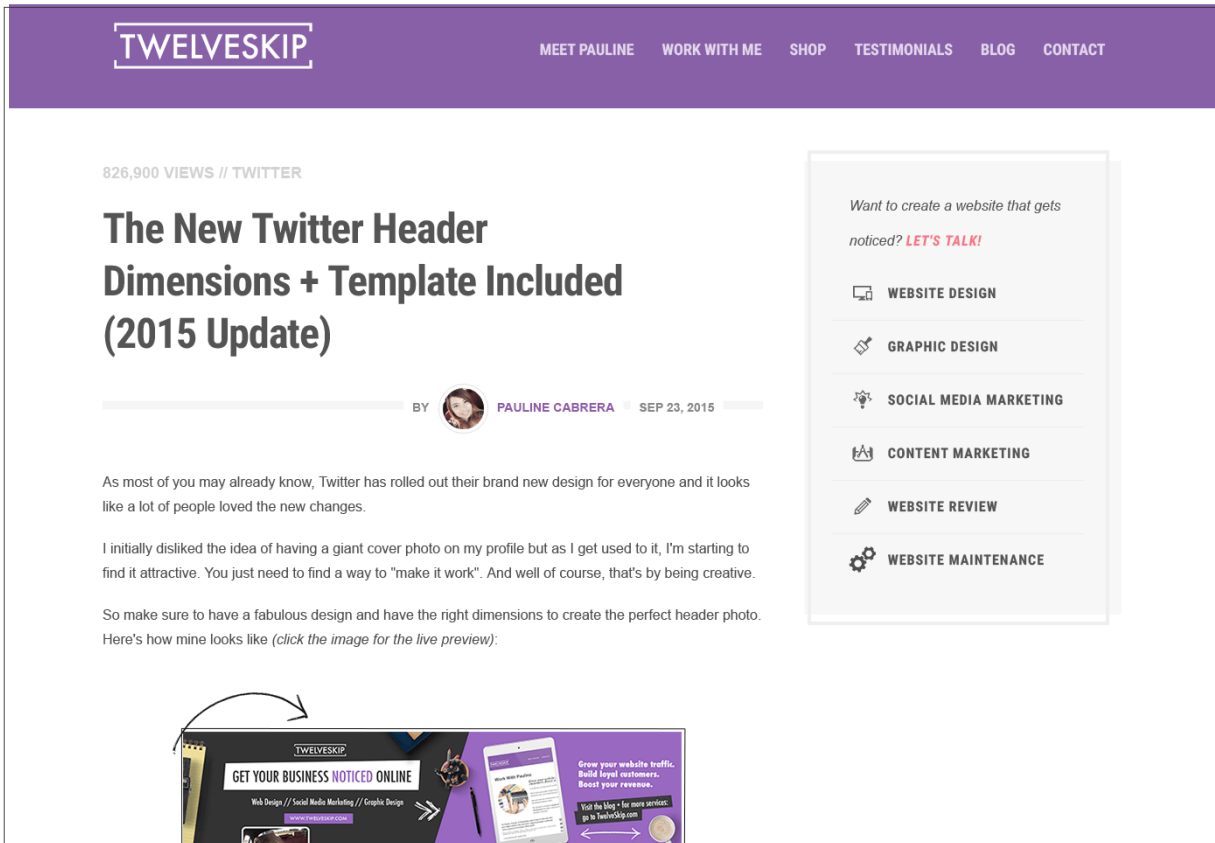 TWELVESKIP
MEET PAULINE WORK WITH ME SHOP TESTIMONIALS BLOG CONTACT
826,900 VIEWS // TWITTER
The New Twitter Header
Dimensions + Template Included
(2015 Update)
BY PAULINE CABRERA SEP 23, 2015
As most of you may already know, Twitter has rolled out their brand new design for everyone and it looks
like a lot of people loved the new changes.
I initially disliked the idea of having a giant cover photo on my profile but as I get used to it, I'm starting to
find it attractive. You just need to find a way to "make it work". And well of course, that's by being creative.
So make sure to have a fabulous design and have the right dimensions to create the perfect header photo.
Here's how mine looks like (click the image for the live preview):
Want to create a website that gets
noticed? LET'S TALK!
WEBSITE DESIGN
GRAPHIC DESIGN
SOCIAL MEDIA MARKETING
CONTENT MARKETING
WEBSITE REVIEW
WEBSITE MAINTENANCE
TWELVESKIP
GET YOUR BUSINESS NOTICED ONLINE
Web Design // Social Media Marketing // Graphic Design
WWW.TWELVESKIP.COM
Work With Pauline
Grow your website traffic.
Build loyal customers.
Boost your revenue.
Visit the blog + for more services:
go to TwelveSkip.com